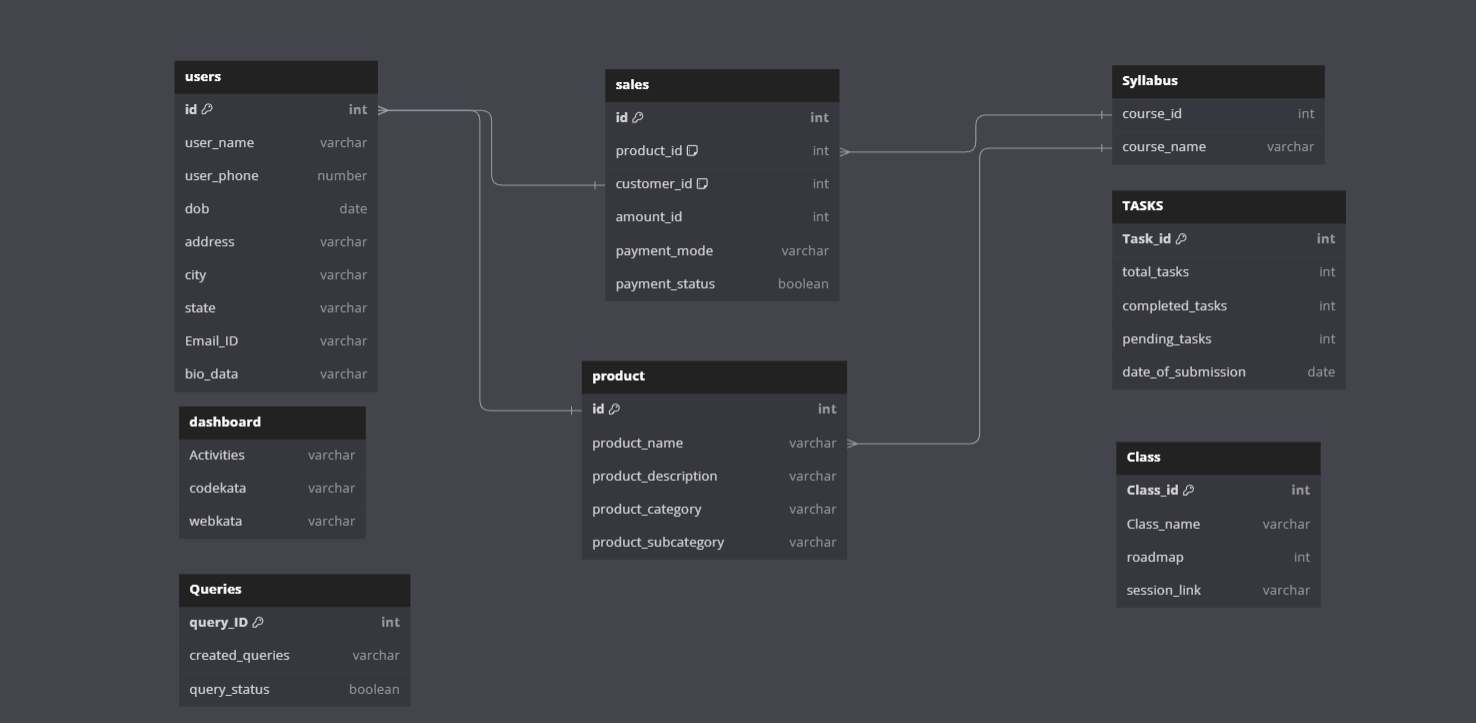 users
id int
user_name varchar
user_phone number
dob date
address varchar
city varchar
state varchar
Email_ID varchar
bio_data varchar
dashboard
Activities varchar
codekata varchar
webkata varchar
Queries
query_ID int
created_queries varchar
query_status boolean
sales
id int
product_id int
customer_id int
amount_id int
payment_mode varchar
payment_status boolean
product
id int
product_name varchar
product_description varchar
product_category varchar
product_subcategory varchar
Syllabus
course_id int
course_name varchar
TASKS
Task_id int
total_tasks int
completed_tasks int
pending_tasks int
date_of_submission date
Class
Class_id int
Class_name varchar
roadmap int
session_link varchar